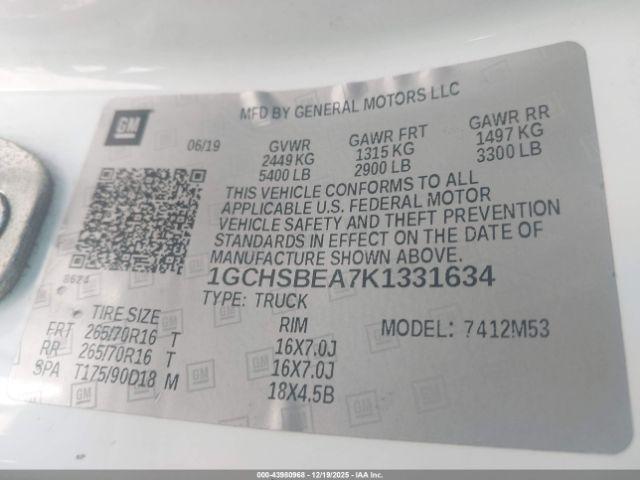 MFD BY GENERAL MOTORS LLC
GM
06/19 GVWR GAWR FRT GAWR RR
2449 KG 1315 KG 1497 KG
5400 LB 2900 LB 3300 LB
THIS VEHICLE CONFORMS TO ALL
APPLICABLE U.S. FEDERAL MOTOR
VEHICLE SAFETY AND THEFT PREVENTION
STANDARDS IN EFFECT ON THE DATE OF
MANUFACTURE SHOWN ABOVE.
8624
1GCHSBEA7K1331634
TYPE: TRUCK
TIRE SIZE RIM MODEL: 7412M53
FRT 265/70R16 T 16X7.0J
RR 265/70R16 T 16X7.0J
SPA T175/90D18 M 18X4.5B
000-43980968 - 12/19/2025 - IAA, Inc.